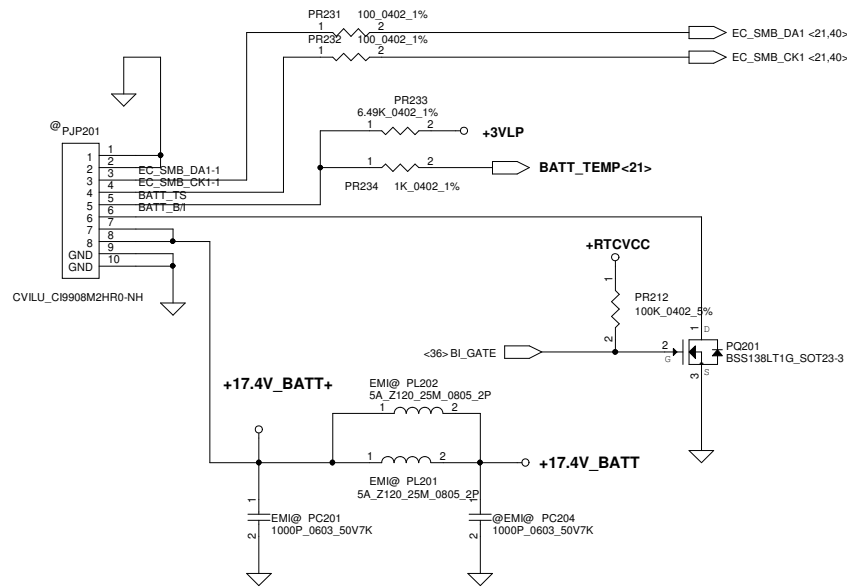 PR231
100_0402_1%
1
2
EC_SMB_DA1 <21,40>
PR232
100_0402_1%
1
2
EC_SMB_CK1 <21,40>
PR233
6.49K_0402_1%
1
2
+3VLP
@
PJP201
1
2
BATT_TEMP<21>
PR234
1K_0402_1%
1
1
2
2
EC_SMB_DA1-1
3
3
EC_SMB_CK1-1
4
4
BATT_TS
5
5
BATT_B/I
6
6
7
7
8
8
GND
9
GND
10
CVILU_CI9908M2HR0-NH
+RTCVCC
1
PR212
100K_0402_5%
2
<36> BI_GATE
1
D
2
G
PQ201
BSS138LT1G_SOT23-3
3
S
+17.4V_BATT+
EMI@ PL202
5A_Z120_25M_0805_2P
1
2
1
2
+17.4V_BATT
EMI@ PL201
5A_Z120_25M_0805_2P
1
2
EMI@ PC201
1000P_0603_50V7K
1
2
@EMI@ PC204
1000P_0603_50V7K